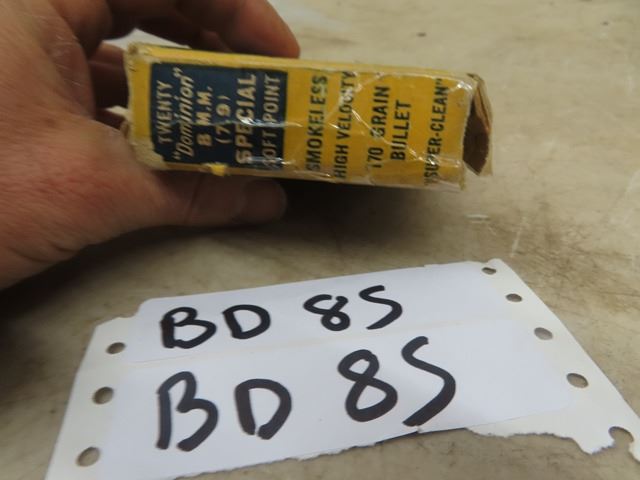 TWENTY
"Dominion"
8 M.M.
(7.9)
SPECIAL
SOFT POINT
SMOKELESS
HIGH VELOCITY
170 GRAIN
BULLET
"SUPER-CLEAN"
BD 85
BD 85